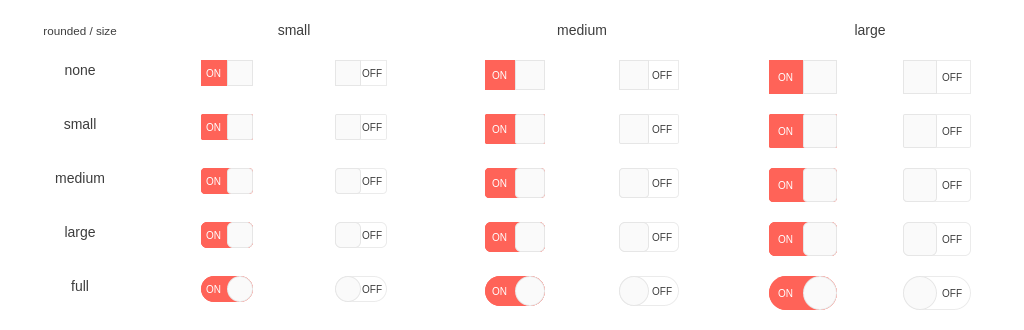 rounded / size small medium large
none ON OFF ON OFF ON OFF
small ON OFF ON OFF ON OFF
medium ON OFF ON OFF ON OFF
large ON OFF ON OFF ON OFF
full ON OFF ON OFF ON OFF